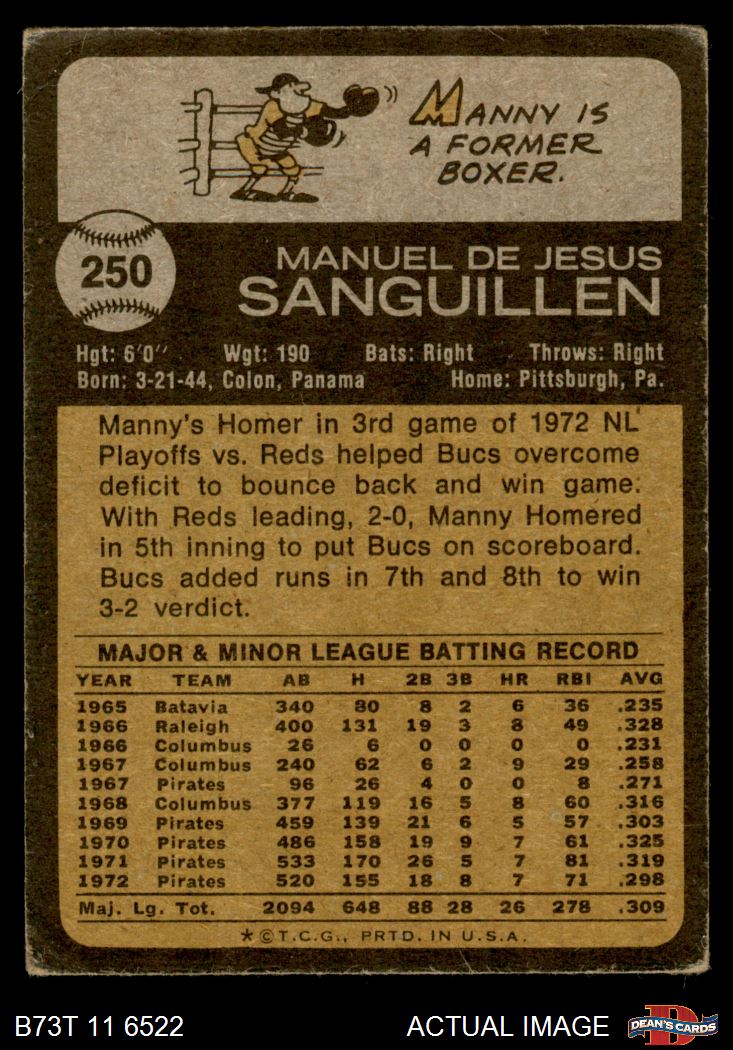 MANNY IS
A FORMER
BOXER.
250
MANUEL DE JESUS
SANGUILLEN
Hgt: 6'0" Wgt: 190 Bats: Right Throws: Right
Born: 3-21-44, Colon, Panama Home: Pittsburgh, Pa.
Manny's Homer in 3rd game of 1972 NL
Playoffs vs. Reds helped Bucs overcome
deficit to bounce back and win game.
With Reds leading, 2-0, Manny Homered
in 5th inning to put Bucs on scoreboard.
Bucs added runs in 7th and 8th to win
3-2 verdict.
MAJOR & MINOR LEAGUE BATTING RECORD
YEAR TEAM AB H 2B 3B HR RBI AVG
1965 Batavia 340 80 8 2 6 36 .235
1966 Raleigh 400 131 19 3 8 49 .328
1966 Columbus 26 6 0 0 0 0 .231
1967 Columbus 240 62 6 2 9 29 .258
1967 Pirates 96 26 4 0 0 8 .271
1968 Columbus 377 119 16 5 8 60 .316
1969 Pirates 459 139 21 6 5 57 .303
1970 Pirates 486 158 19 9 7 61 .325
1971 Pirates 533 170 26 5 7 81 .319
1972 Pirates 520 155 18 8 7 71 .298
Maj. Lg. Tot. 2094 648 88 28 26 278 .309
*©T.C.G., PRTD. IN U.S.A.
B73T 11 6522 ACTUAL IMAGE
D
DEAN'S CARDS